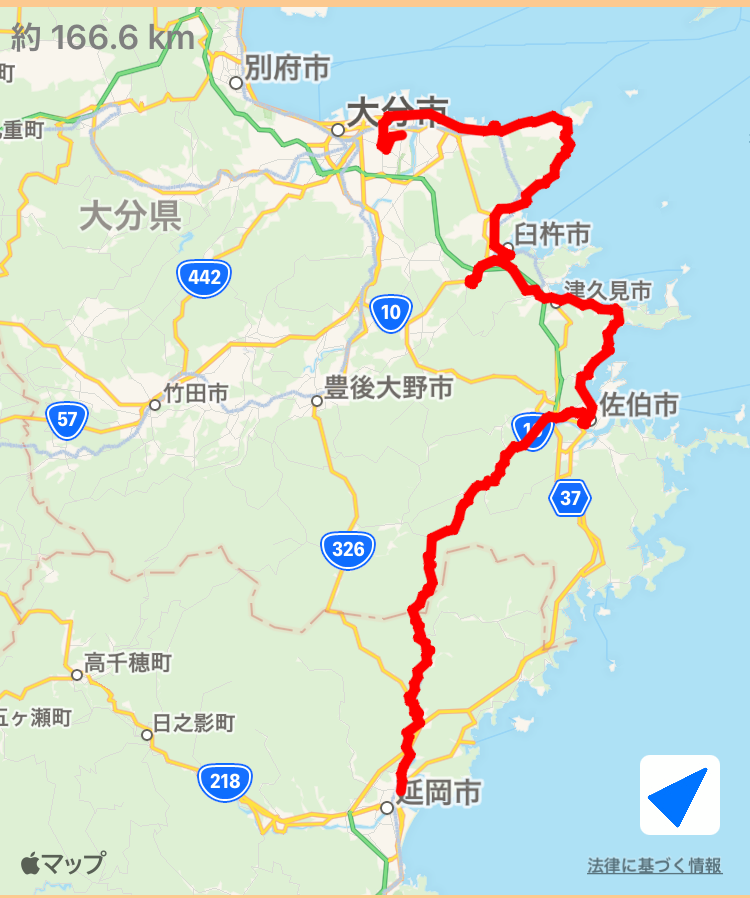 約 166.6 km
別府市
町
大分市
重町
大分県
臼杵市
442
津久見市
10
竹田市
豊後大野市
佐伯市
57
37
326
高千穂町
五ヶ瀬町
日之影町
218
延岡市
マップ
法律に基づく情報